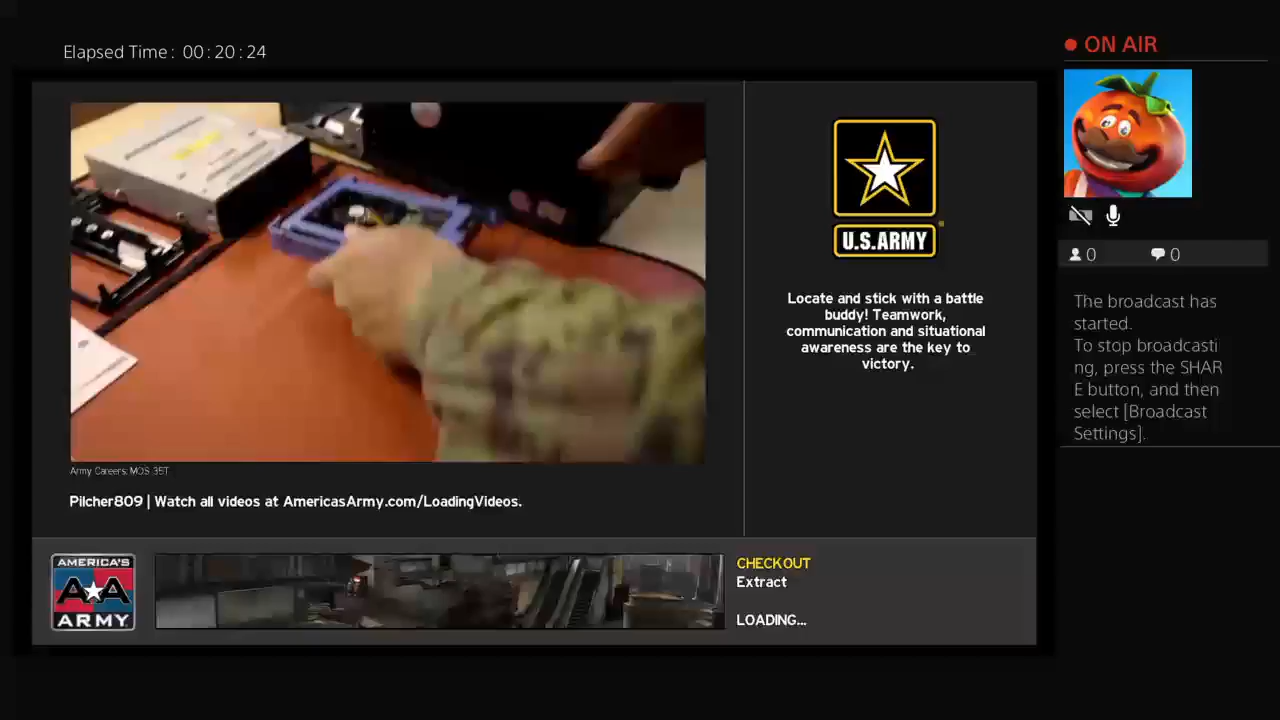 Elapsed Time: 00:20:24
ON AIR
U.S.ARMY
Locate and stick with a battle
buddy! Teamwork,
communication and situational
awareness are the key to
victory.
0
0
The broadcast has
started.
To stop broadcasti
ng, press the SHAR
E button, and then
select [Broadcast
Settings].
Army Careers: MOS 35T
Pilcher809 | Watch all videos at AmericasArmy.com/LoadingVideos.
AMERICA'S
AA
ARMY
CHECKOUT
Extract
LOADING...